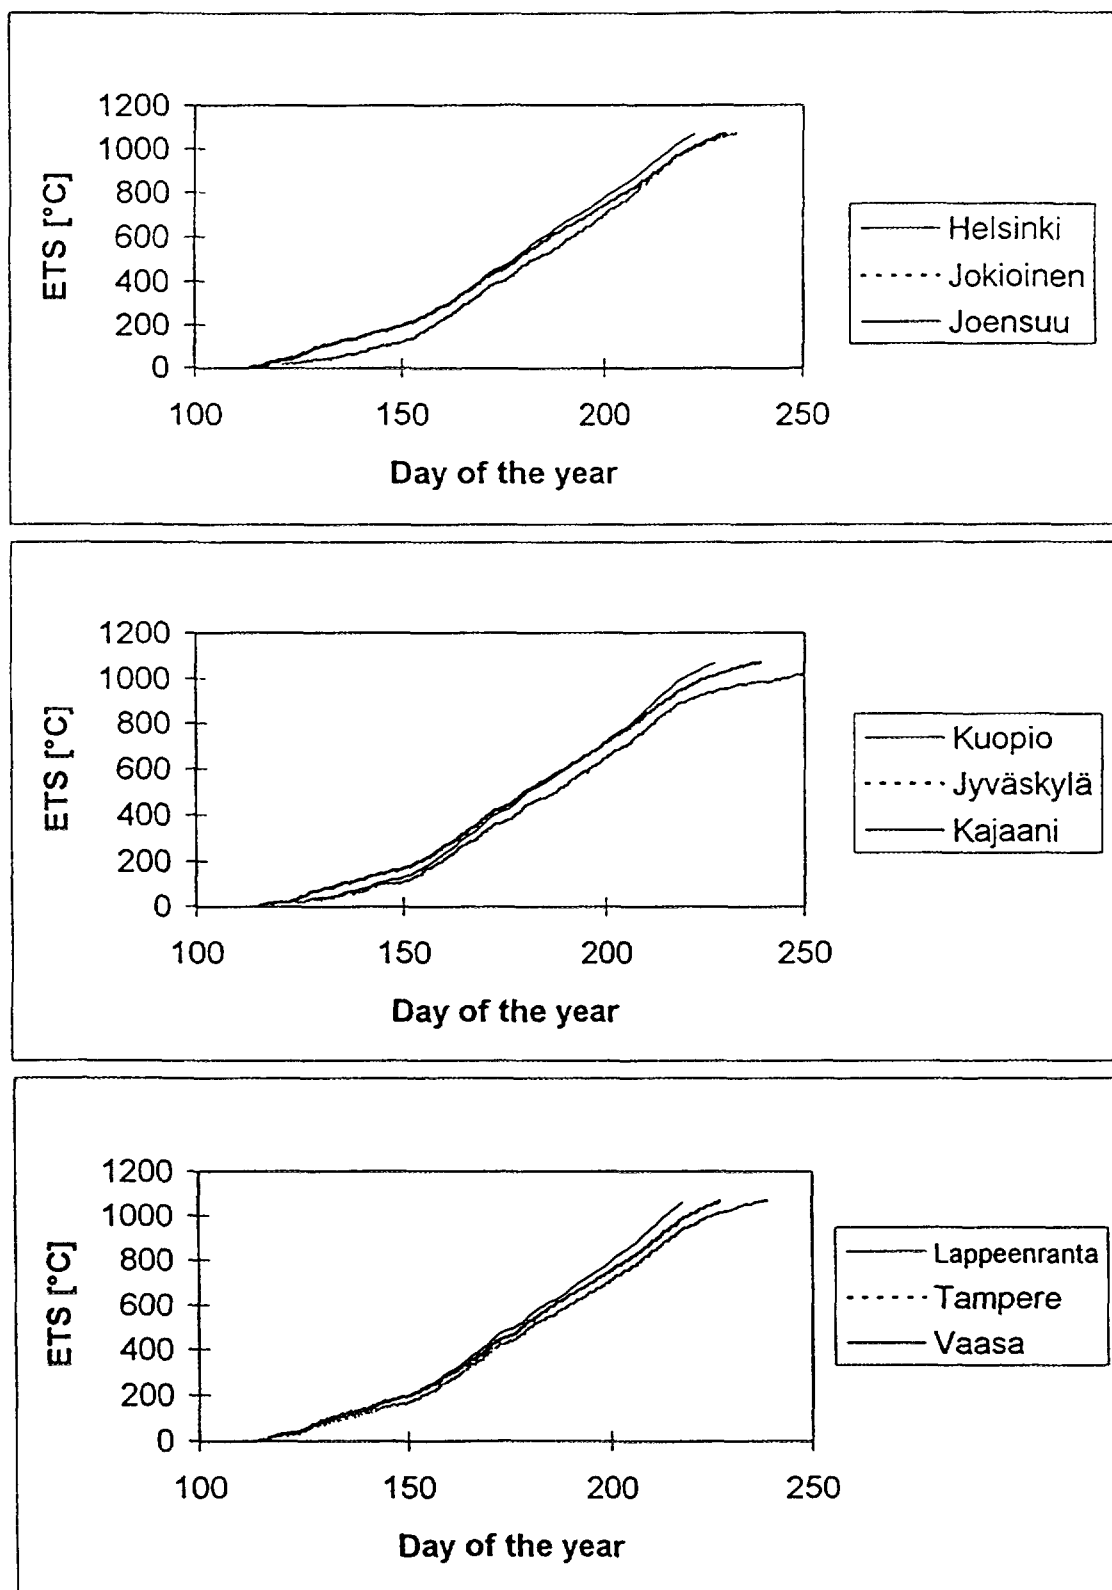 1200
1000
800
600
400
200
0
ETS [°C]
100 150 200 250
Day of the year
Helsinki
Jokioinen
Joensuu
1200
1000
800
600
400
200
0
ETS [°C]
100 150 200 250
Day of the year
Kuopio
Jyväskylä
Kajaani
1200
1000
800
600
400
200
0
ETS [°C]
100 150 200 250
Day of the year
Lappeenranta
Tampere
Vaasa